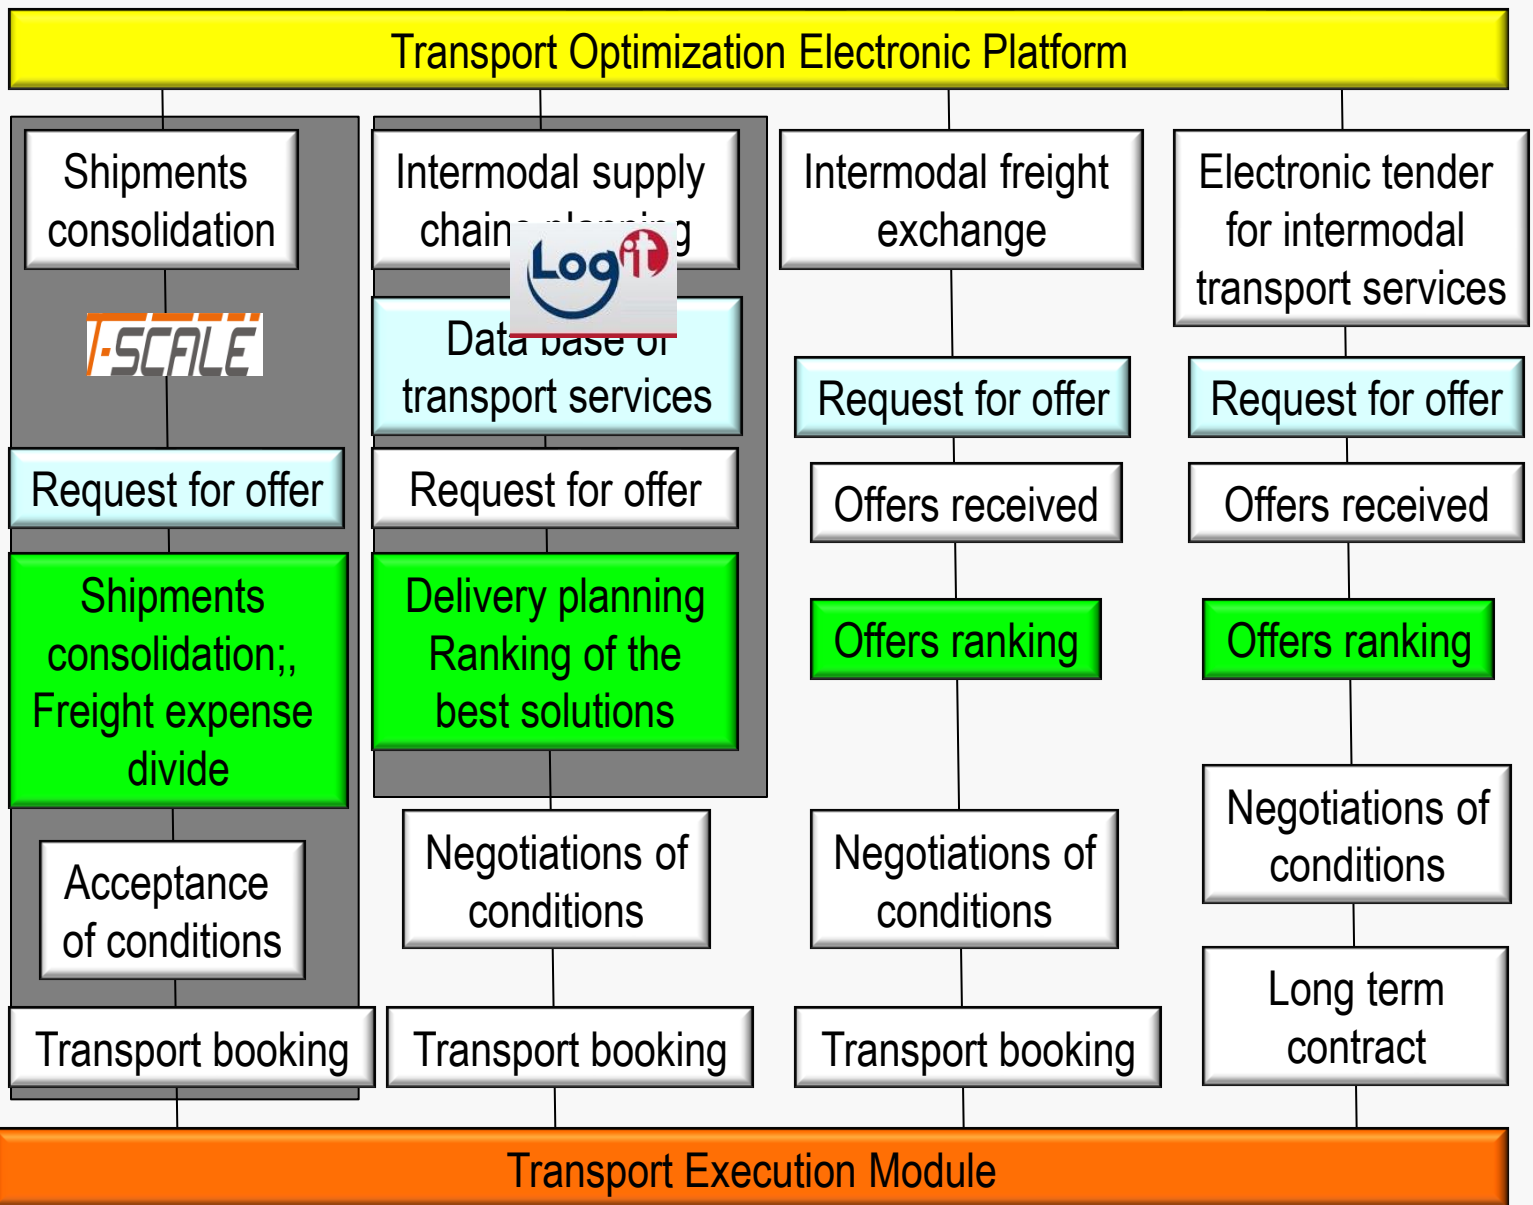 Transport Optimization Electronic Platform
Shipments
consolidation
T-SCALE
Request for offer
Shipments
consolidation;,
Freight expense
divide
Acceptance
of conditions
Transport booking
Intermodal supply
Logit
Data base of
transport services
Request for offer
Delivery planning
Ranking of the
best solutions
Negotiations of
conditions
Transport booking
Intermodal freight
exchange
Request for offer
Offers received
Offers ranking
Negotiations of
conditions
Transport booking
Electronic tender
for intermodal
transport services
Request for offer
Offers received
Offers ranking
Negotiations of
conditions
Long term
contract
Transport Execution Module